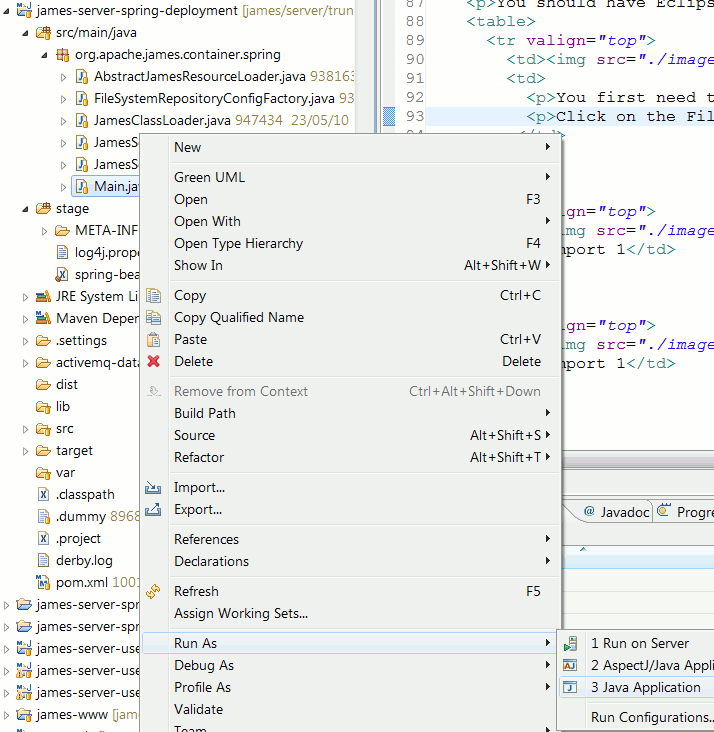 james-server-spring-deployment [james/server/trun
src/main/java
org.apache.james.container.spring
AbstractJamesResourceLoader.java 938163
FileSystemRepositoryConfigFactory.java 93
JamesClassLoader.java 947434 23/05/10
JamesS
JamesS
Main.jav
stage
META-INF
log4j.prope
spring-bea
JRE System Li
Maven Depen
.settings
activemq-data
dist
lib
src
target
var
.classpath
.dummy 8968
.project
derby.log
pom.xml 1001
james-server-spr
james-server-spr
james-server-use
james-server-use
james-server-use
james-www [jam
88 <table>
89 <tr valign="top">
90 <td><img src="./image
91 <td>
92 <p>You first need t
93 <p>Click on the Fil
<p>You should have Eclips
ign="top">
img src="./image
mport 1</td>
ign="top">
img src="./image
mport 1</td>
New
Green UML
Open F3
Open With
Open Type Hierarchy F4
Show In Alt+Shift+W
Copy Ctrl+C
Copy Qualified Name
Paste Ctrl+V
Delete Delete
Remove from Context Ctrl+Alt+Shift+Down
Build Path
Source Alt+Shift+S
Refactor Alt+Shift+T
Import...
Export...
References
Declarations
Refresh F5
Assign Working Sets...
Run As
Debug As
Profile As
Validate
Team
@ Javadoc
Progre
1 Run on Server
2 AspectJ/Java Appli
3 Java Application
Run Configurations...